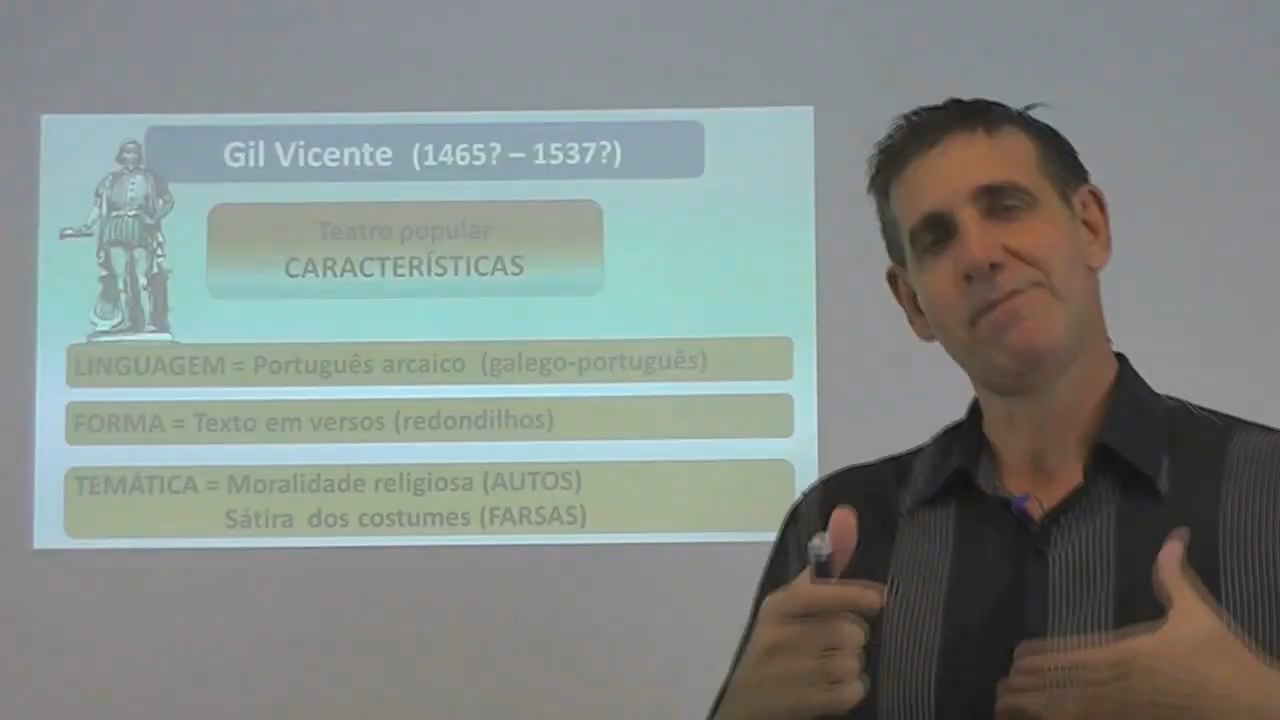 Gil Vicente (1465? – 1537?)
Teatro popular
CARACTERÍSTICAS
LINGUAGEM = Português arcaico (galego-português)
FORMA = Texto em versos (redondilhos)
TEMÁTICA = Moralidade religiosa (AUTOS)
Sátira dos costumes (FARSAS)